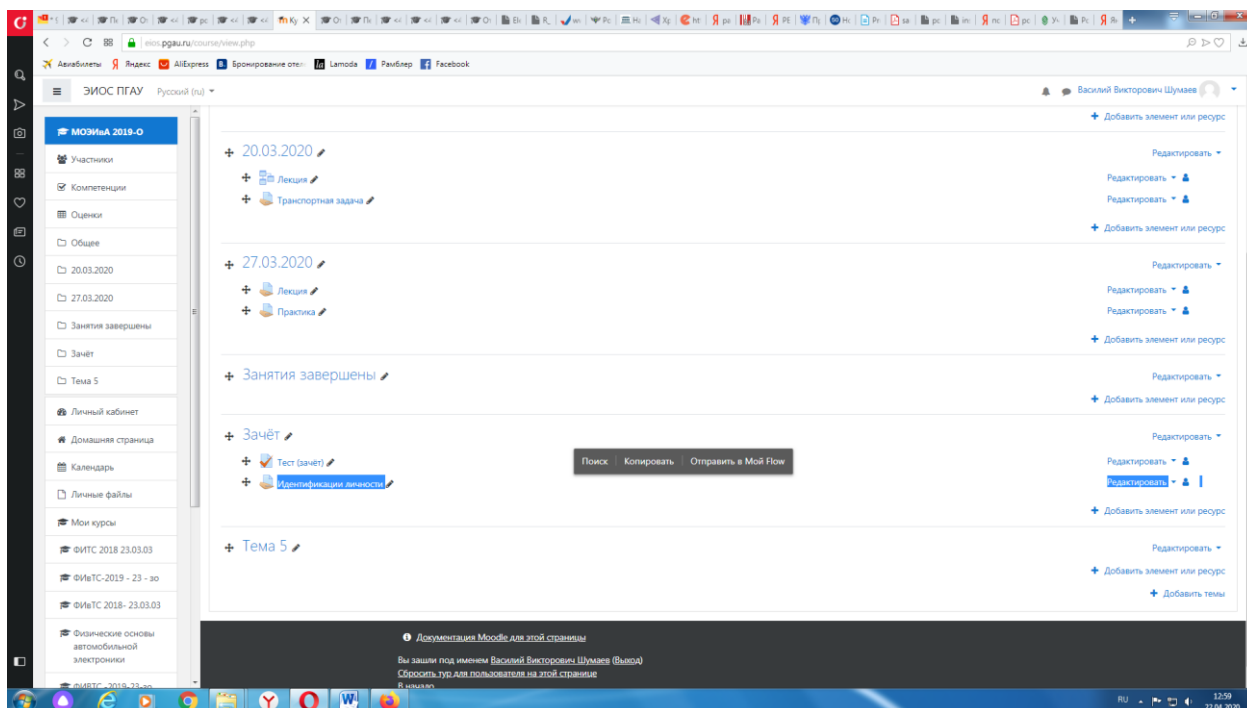 eios.pgau.ru/course/view.php
Авиабилеты Яндекс AliExpress Бронирование отел Lamoda Рамблер Facebook
ЭИОС ПГАУ Русский (ru) Василий Викторович Шумаев
Добавить элемент или ресурс
МОЭИвА 2019-О
Участники
Компетенции
Оценки
Общее
20.03.2020
27.03.2020
Занятия завершены
Зачёт
Тема 5
Личный кабинет
Домашняя страница
Календарь
Личные файлы
Мои курсы
ФИТС 2018 23.03.03
ФИвТС-2019 - 23 - зо
ФИвТС 2018- 23.03.03
Физические основы
автомобильной
электроники
20.03.2020 Редактировать
Лекция Редактировать
Транспортная задача Редактировать
Добавить элемент или ресурс
27.03.2020 Редактировать
Лекция Редактировать
Практика Редактировать
Добавить элемент или ресурс
Занятия завершены Редактировать
Добавить элемент или ресурс
Зачёт Редактировать
Тест (зачёт) Редактировать
Поиск Копировать Отправить в Мой Flow
Идентификации личности Редактировать
Добавить элемент или ресурс
Тема 5 Редактировать
Добавить элемент или ресурс
Добавить темы
Документация Moodle для этой страницы
Вы зашли под именем Василий Викторович Шумаев (Выход)
Сбросить тур для пользователя на этой странице
В начало
RU 12:59
22.04.2020